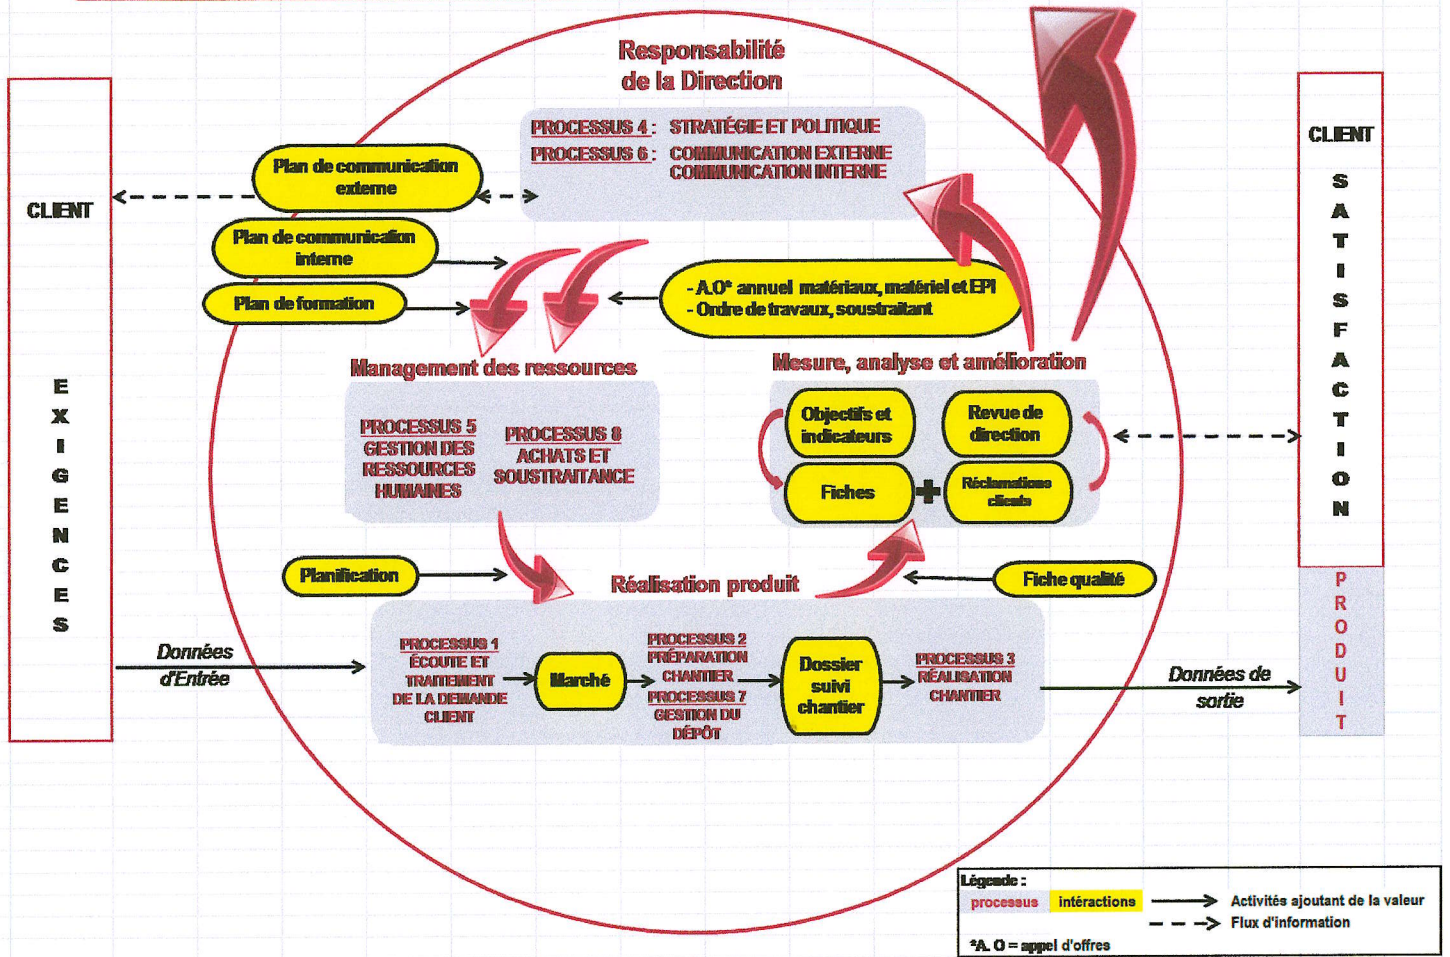 Responsabilité
de la Direction
PROCESSUS 4 : STRATÉGIE ET POLITIQUE
PROCESSUS 6 : COMMUNICATION EXTERNE
COMMUNICATION INTERNE
CLIENT
EXIGENCES
Plan de communication
externe
Plan de communication
interne
Plan de formation
- A.O* annuel matériaux, matériel et EPI
- Ordre de travaux, soustraitant
Management des ressources
PROCESSUS 5
GESTION DES
RESSOURCES
HUMAINES
PROCESSUS 8
ACHATS ET
SOUSTRAITANCE
Mesure, analyse et amélioration
Objectifs et
indicateurs
Revue de
direction
Fiches
+
Réclamations
clients
Planification
Réalisation produit
Fiche qualité
Données
d'Entrée
PROCESSUS 1
ÉCOUTE ET
TRAITEMENT
DE LA DEMANDE
CLIENT
Marché
PROCESSUS 2
PRÉPARATION
CHANTIER
PROCESSUS 7
GESTION DU
DÉPÔT
Dossier
suivi
chantier
PROCESSUS 3
RÉALISATION
CHANTIER
Données de
sortie
CLIENT
SATISFACTION
PRODUIT
Légende :
processus intéractions Activités ajoutant de la valeur
Flux d'information
*A. O = appel d'offres